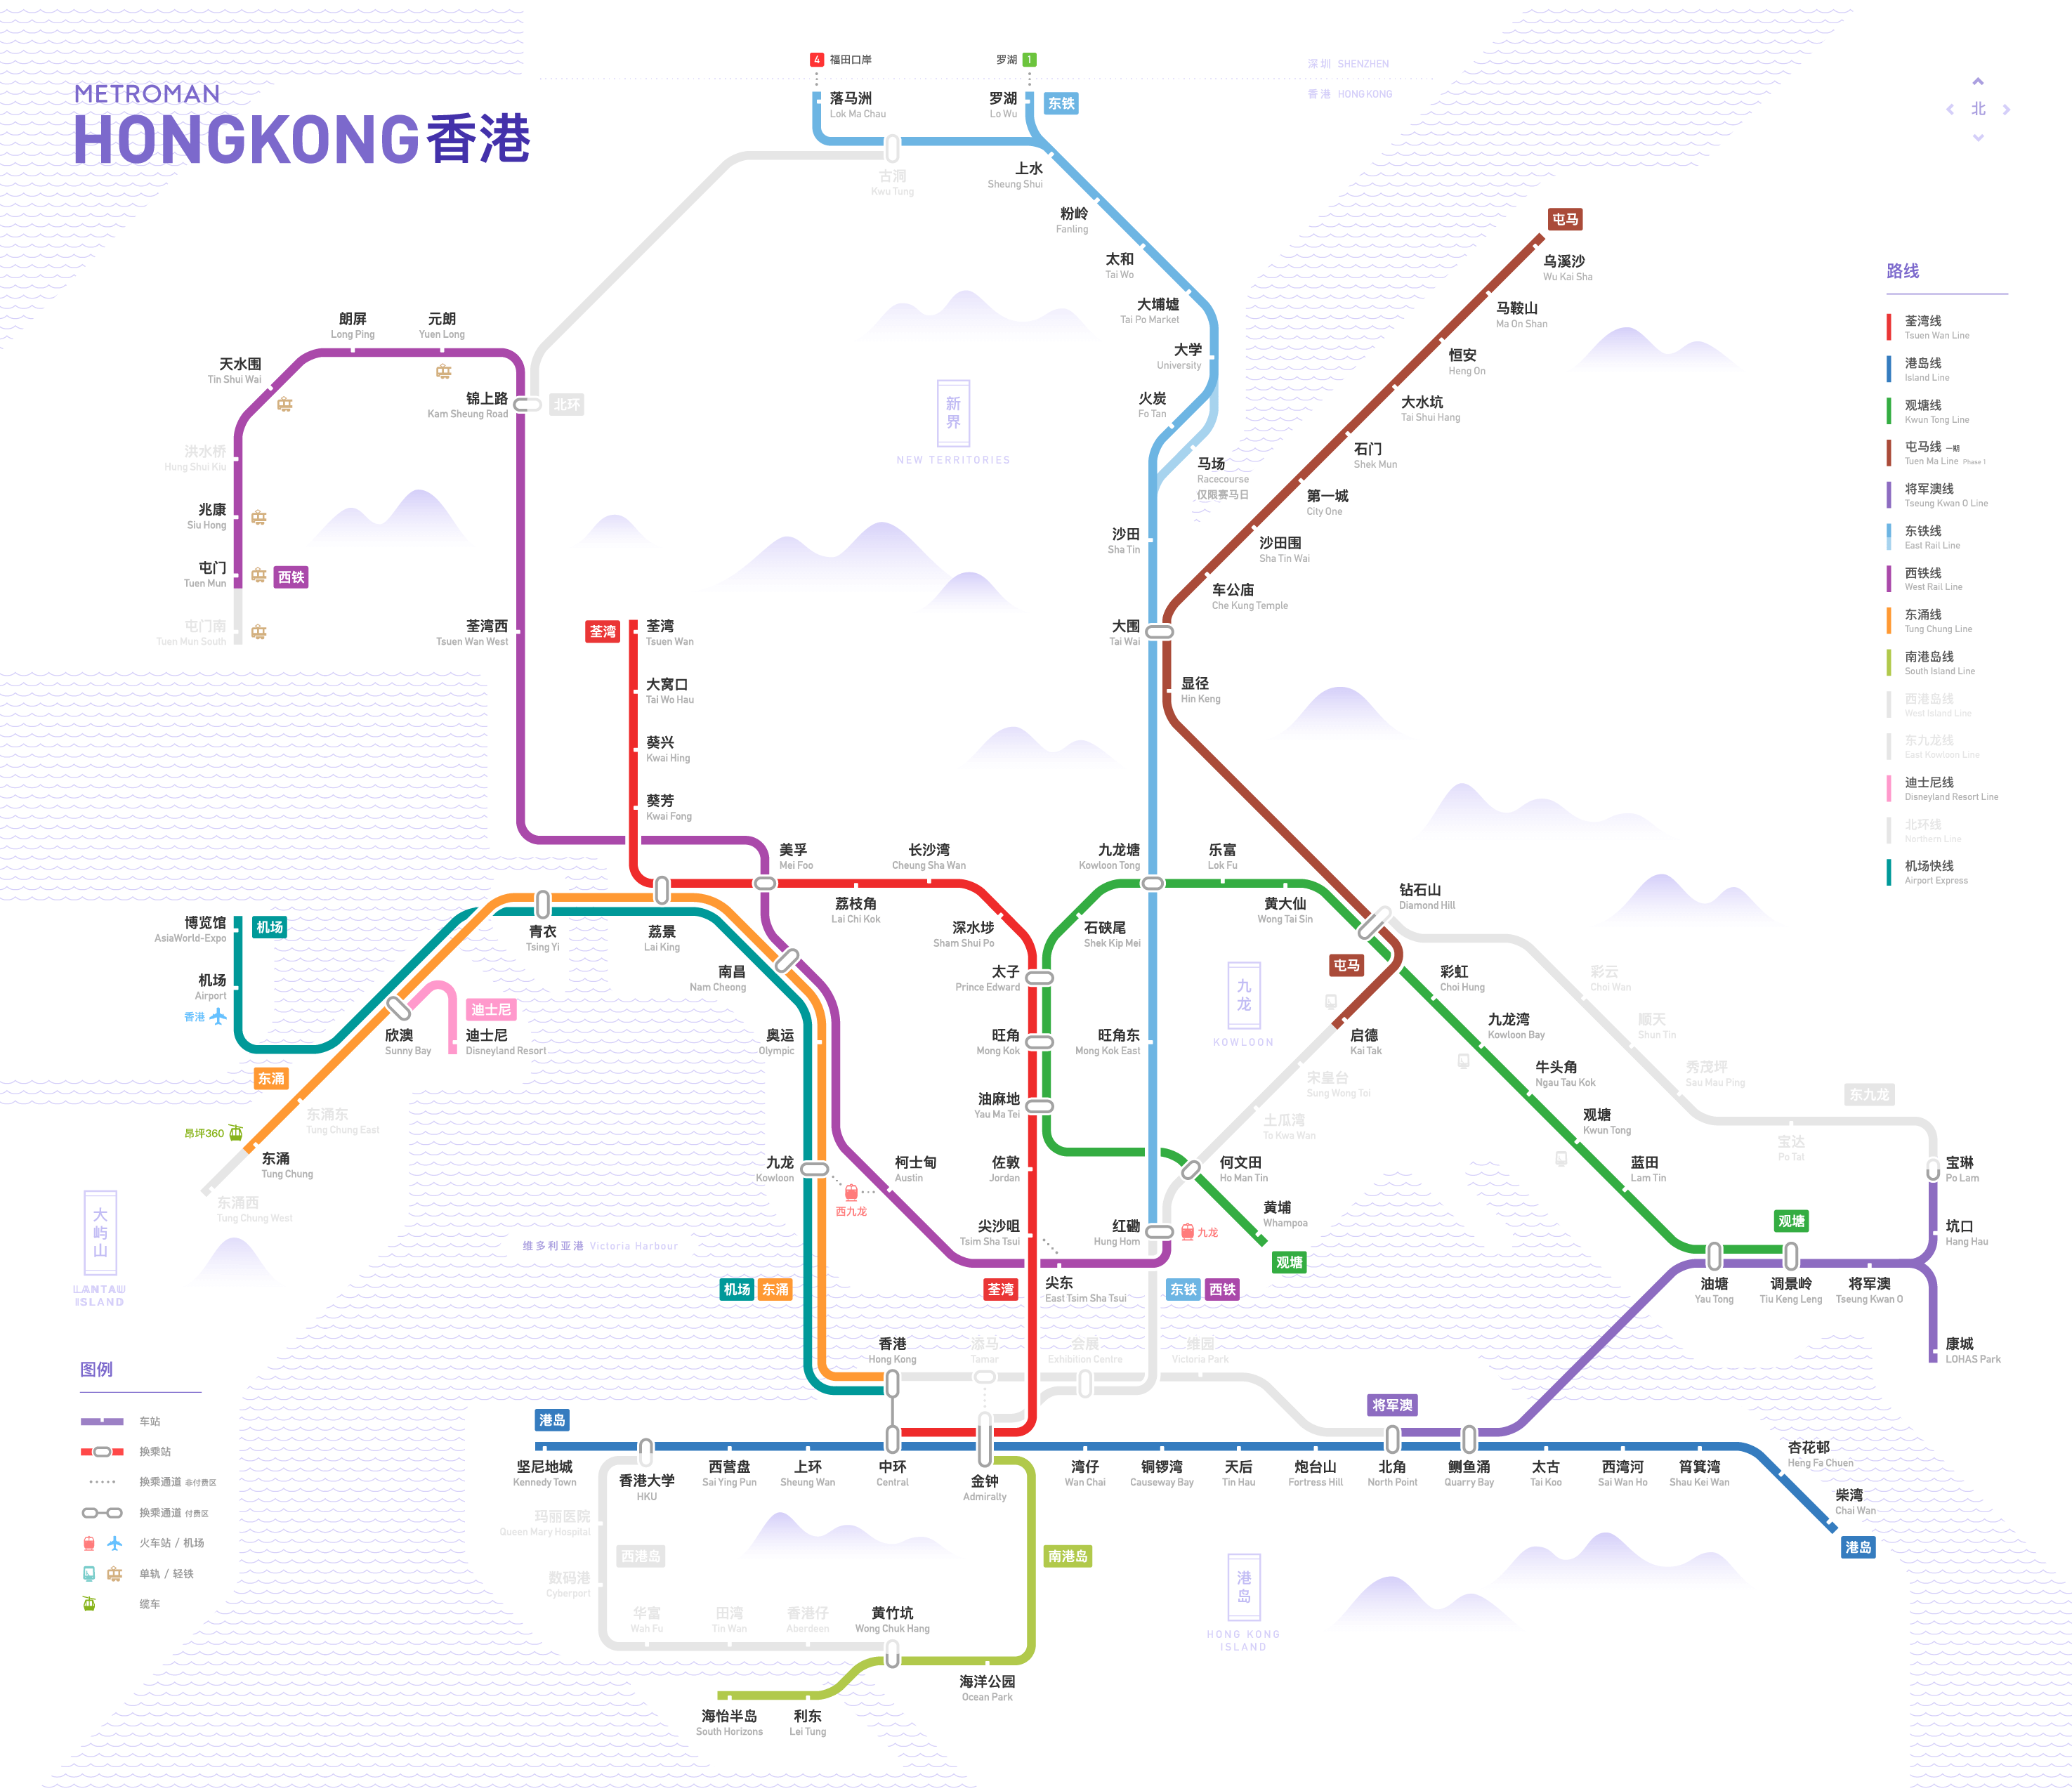 METROMAN
HONGKONG香港
4 福田口岸
罗湖 1
深圳 SHENZHEN
香港 HONGKONG
北
落马洲
Lok Ma Chau
罗湖
Lo Wu
东铁
古洞
Kwu Tung
上水
Sheung Shui
粉岭
Fanling
太和
Tai Wo
大埔墟
Tai Po Market
大学
University
火炭
Fo Tan
马场
Racecourse
仅限赛马日
沙田
Sha Tin
大围
Tai Wai
屯马
乌溪沙
Wu Kai Sha
马鞍山
Ma On Shan
恒安
Heng On
大水坑
Tai Shui Hang
石门
Shek Mun
第一城
City One
沙田围
Sha Tin Wai
车公庙
Che Kung Temple
显径
Hin Keng
朗屏
Long Ping
元朗
Yuen Long
天水围
Tin Shui Wai
锦上路
Kam Sheung Road
北环
洪水桥
Hung Shui Kiu
兆康
Siu Hong
屯门
Tuen Mun
西铁
屯门南
Tuen Mun South
新界
NEW TERRITORIES
荃湾西
Tsuen Wan West
荃湾
荃湾
Tsuen Wan
大窝口
Tai Wo Hau
葵兴
Kwai Hing
葵芳
Kwai Fong
路线
荃湾线
Tsuen Wan Line
港岛线
Island Line
观塘线
Kwun Tong Line
屯马线 一期
Tuen Ma Line Phase 1
将军澳线
Tseung Kwan O Line
东铁线
East Rail Line
西铁线
West Rail Line
东涌线
Tung Chung Line
南港岛线
South Island Line
西港岛线
West Island Line
东九龙线
East Kowloon Line
迪士尼线
Disneyland Resort Line
北环线
Northern Line
机场快线
Airport Express
美孚
Mei Foo
长沙湾
Cheung Sha Wan
荔枝角
Lai Chi Kok
深水埗
Sham Shui Po
九龙塘
Kowloon Tong
乐富
Lok Fu
黄大仙
Wong Tai Sin
钻石山
Diamond Hill
石硖尾
Shek Kip Mei
博览馆
AsiaWorld-Expo
机场
机场
Airport
香港
青衣
Tsing Yi
荔景
Lai King
南昌
Nam Cheong
太子
Prince Edward
九龙
KOWLOON
屯马
启德
Kai Tak
彩虹
Choi Hung
九龙湾
Kowloon Bay
牛头角
Ngau Tau Kok
观塘
Kwun Tong
蓝田
Lam Tin
彩云
Choi Wan
顺天
Shun Tin
秀茂坪
Sau Mau Ping
东九龙
宝达
Po Tat
宝琳
Po Lam
坑口
Hang Hau
康城
LOHAS Park
欣澳
Sunny Bay
迪士尼
迪士尼
Disneyland Resort
东涌
东涌东
Tung Chung East
昂坪360
东涌
Tung Chung
东涌西
Tung Chung West
大屿山
LANTAU
ISLAND
奥运
Olympic
旺角
Mong Kok
旺角东
Mong Kok East
油麻地
Yau Ma Tei
宋皇台
Sung Wong Toi
土瓜湾
To Kwa Wan
九龙
Kowloon
西九龙
柯士甸
Austin
佐敦
Jordan
何文田
Ho Man Tin
黄埔
Whampoa
观塘
尖沙咀
Tsim Sha Tsui
红磡
Hung Hom
九龙
尖东
East Tsim Sha Tsui
荃湾
东铁
西铁
维多利亚港 Victoria Harbour
机场
东涌
观塘
油塘
Yau Tong
调景岭
Tiu Keng Leng
将军澳
Tseung Kwan O
香港
Hong Kong
添马
Tamar
会展
Exhibition Centre
维园
Victoria Park
将军澳
港岛
坚尼地城
Kennedy Town
香港大学
HKU
西营盘
Sai Ying Pun
上环
Sheung Wan
中环
Central
金钟
Admiralty
湾仔
Wan Chai
铜锣湾
Causeway Bay
天后
Tin Hau
炮台山
Fortress Hill
北角
North Point
鲗鱼涌
Quarry Bay
太古
Tai Koo
西湾河
Sai Wan Ho
筲箕湾
Shau Kei Wan
杏花邨
Heng Fa Chuen
柴湾
Chai Wan
港岛
玛丽医院
Queen Mary Hospital
西港岛
数码港
Cyberport
华富
Wah Fu
田湾
Tin Wan
香港仔
Aberdeen
黄竹坑
Wong Chuk Hang
南港岛
海洋公园
Ocean Park
海怡半岛
South Horizons
利东
Lei Tung
港岛
HONG KONG
ISLAND
图例
车站
换乘站
换乘通道 非付费区
换乘通道 付费区
火车站 / 机场
单轨 / 轻铁
缆车